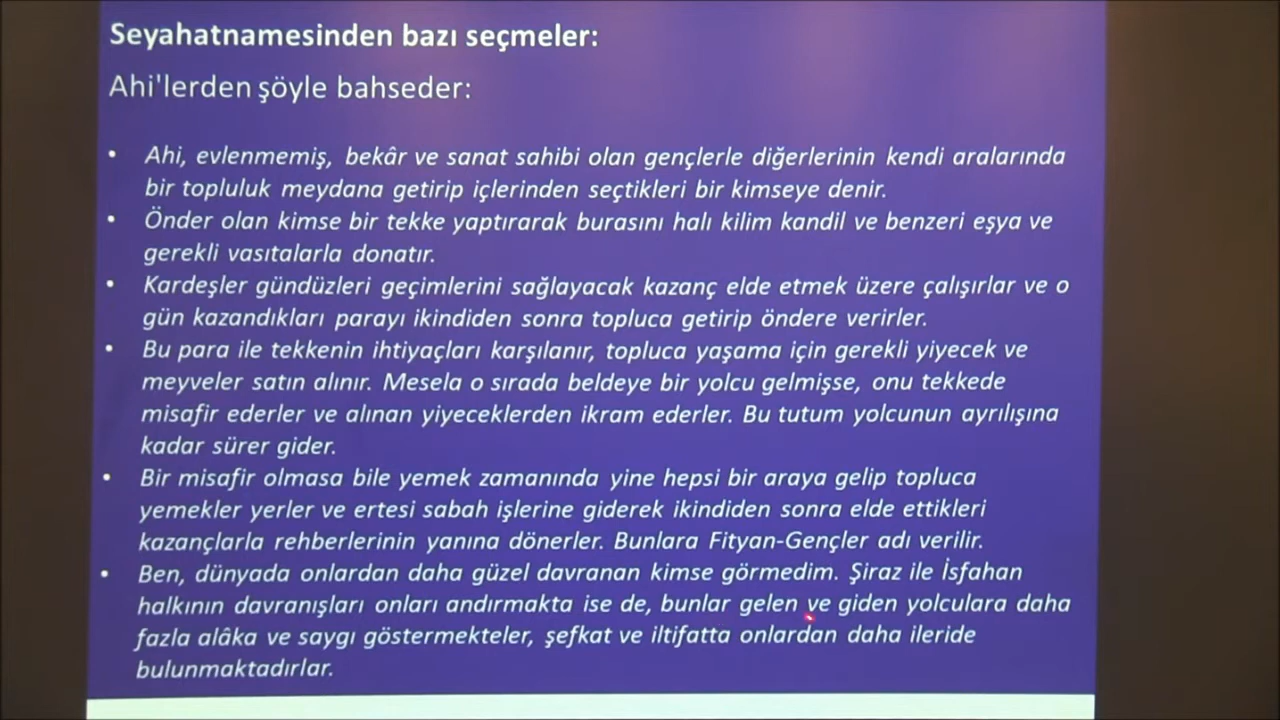 Seyahatnamesinden bazı seçmeler:
Ahi'lerden şöyle bahseder:
• Ahi, evlenmemiş, bekâr ve sanat sahibi olan gençlerle diğerlerinin kendi aralarında
bir topluluk meydana getirip içlerinden seçtikleri bir kimseye denir.
• Önder olan kimse bir tekke yaptırarak burasını halı kilim kandil ve benzeri eşya ve
gerekli vasıtalarla donatır.
• Kardeşler gündüzleri geçimlerini sağlayacak kazanç elde etmek üzere çalışırlar ve o
gün kazandıkları parayı ikindiden sonra topluca getirip öndere verirler.
• Bu para ile tekkenin ihtiyaçları karşılanır, topluca yaşama için gerekli yiyecek ve
meyveler satın alınır. Mesela o sırada beldeye bir yolcu gelmişse, onu tekkede
misafir ederler ve alınan yiyeceklerden ikram ederler. Bu tutum yolcunun ayrılışına
kadar sürer gider.
• Bir misafir olmasa bile yemek zamanında yine hepsi bir araya gelip topluca
yemekler yerler ve ertesi sabah işlerine giderek ikindiden sonra elde ettikleri
kazançlarla rehberlerinin yanına dönerler. Bunlara Fityan-Gençler adı verilir.
• Ben, dünyada onlardan daha güzel davranan kimse görmedim. Şiraz ile İsfahan
halkının davranışları onları andırmakta ise de, bunlar gelen ve giden yolculara daha
fazla alâka ve saygı göstermekteler, şefkat ve iltifatta onlardan daha ileride
bulunmaktadırlar.